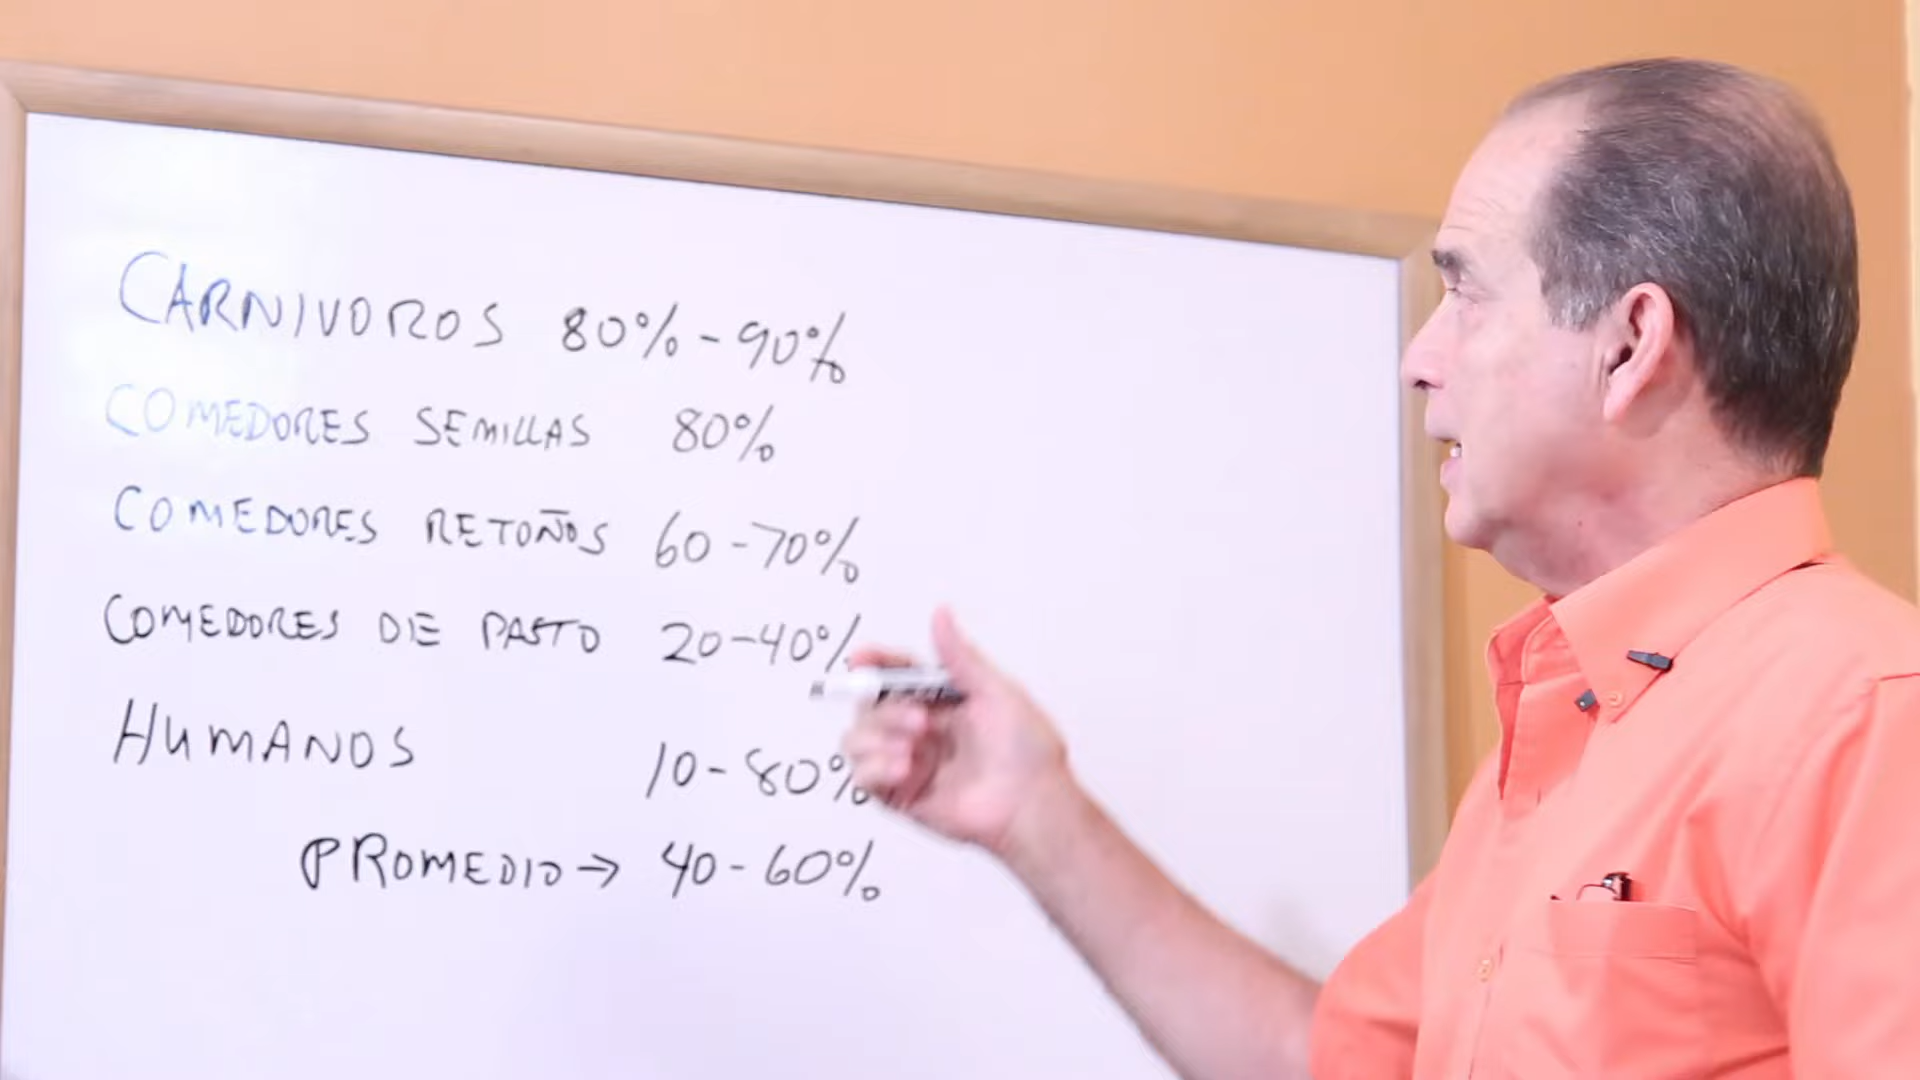 CARNIVOROS 80%-90%
COMEDORES SEMILLAS 80%
COMEDORES RETOÑOS 60-70%
COMEDORES DE PASTO 20-40%
HUMANOS 10-80%
PROMEDIO → 40-60%